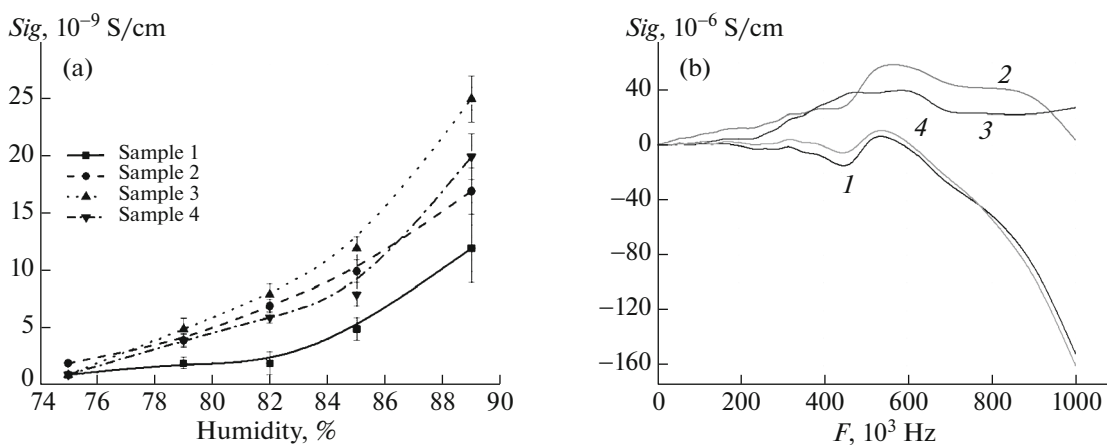 Sig, 10⁻⁹ S/cm
(a)
25
20
15
10
5
0
Sample 1
Sample 2
Sample 3
Sample 4
74 76 78 80 82 84 86 88 90
Humidity, %
Sig, 10⁻⁶ S/cm
(b)
40
0
−40
−80
−120
−160
2
3
4
1
0 200 400 600 800 1000
F, 10³ Hz